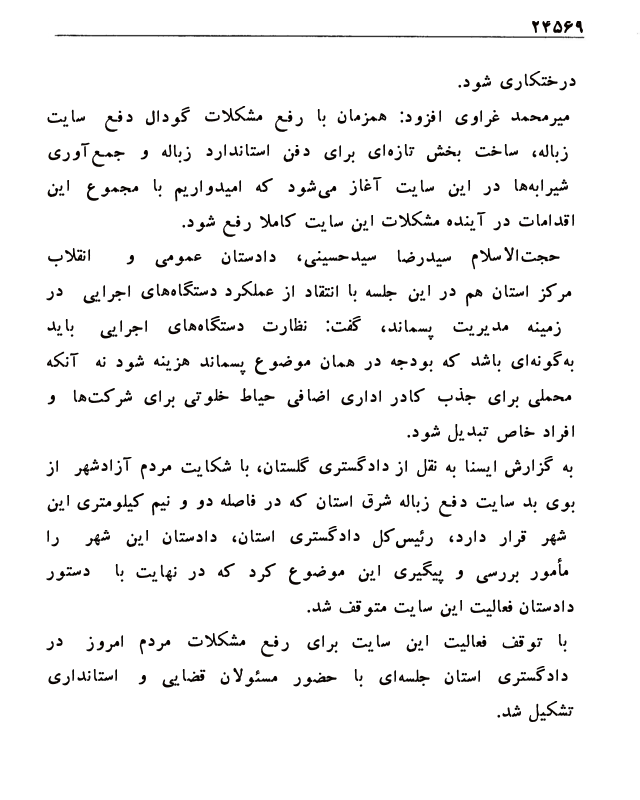 ۲۴۵۶۹
درختکاری شود.
میرمحمد غراوی افزود: همزمان با رفع مشکلات گودال دفع سایت
زباله، ساخت بخش تازه‌ای برای دفن استاندارد زباله و جمع‌آوری
شیرابه‌ها در این سایت آغاز می‌شود که امیدواریم با مجموع این
اقدامات در آینده مشکلات این سایت کاملا رفع شود.
حجت‌الاسلام سیدرضا سیدحسینی، دادستان عمومی و انقلاب
مرکز استان هم در این جلسه با انتقاد از عملکرد دستگاه‌های اجرایی در
زمینه مدیریت پسماند، گفت: نظارت دستگاه‌های اجرایی باید
به‌گونه‌ای باشد که بودجه در همان موضوع پسماند هزینه شود نه آنکه
محملی برای جذب کادر اداری اضافی حیاط خلوتی برای شرکت‌ها و
افراد خاص تبدیل شود.
به گزارش ایسنا به نقل از دادگستری گلستان، با شکایت مردم آزادشهر از
بوی بد سایت دفع زباله شرق استان که در فاصله دو و نیم کیلومتری این
شهر قرار دارد، رئیس‌کل دادگستری استان، دادستان این شهر را
مأمور بررسی و پیگیری این موضوع کرد که در نهایت با دستور
دادستان فعالیت این سایت متوقف شد.
با توقف فعالیت این سایت برای رفع مشکلات مردم امروز در
دادگستری استان جلسه‌ای با حضور مسئولان قضایی و استانداری
تشکیل شد.